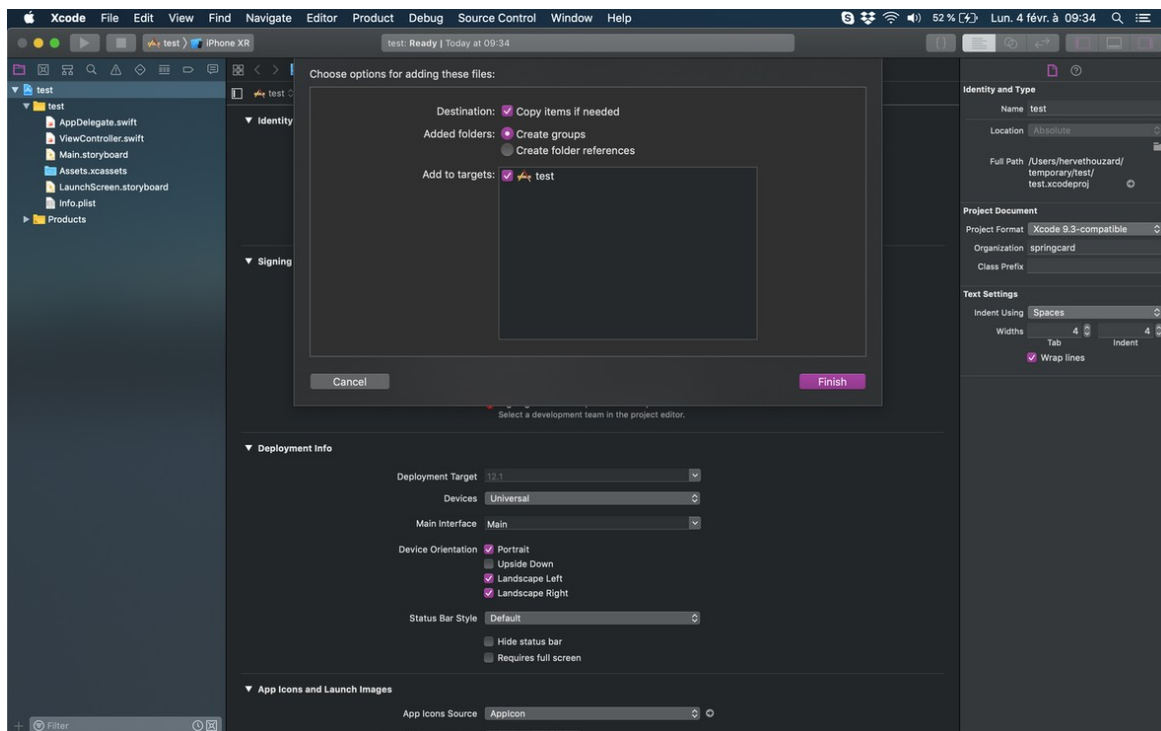 Xcode File Edit View Find Navigate Editor Product Debug Source Control Window Help 52 % Lun. 4 févr. à 09:34
test iPhone XR test: Ready | Today at 09:34
test
test
AppDelegate.swift
ViewController.swift
Main.storyboard
Assets.xcassets
LaunchScreen.storyboard
Info.plist
Products
Filter
test
Identity
Signing
Choose options for adding these files:
Destination: Copy items if needed
Added folders: Create groups
Create folder references
Add to targets: test
Cancel Finish
Select a development team in the project editor.
Deployment Info
Deployment Target 12.1
Devices Universal
Main Interface Main
Device Orientation Portrait
Upside Down
Landscape Left
Landscape Right
Status Bar Style Default
Hide status bar
Requires full screen
App Icons and Launch Images
App Icons Source AppIcon
Identity and Type
Name test
Location Absolute
Full Path /Users/hervethouzard/
temporary/test/
test.xcodeproj
Project Document
Project Format Xcode 9.3-compatible
Organization springcard
Class Prefix
Text Settings
Indent Using Spaces
Widths 4 4
Tab Indent
Wrap lines